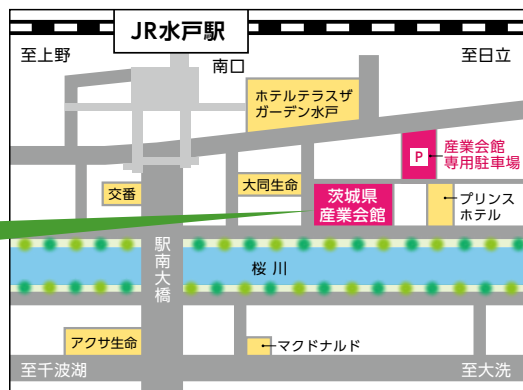 JR水戸駅
至上野
南口
至日立
ホテルテラスザ
ガーデン水戸
P
産業会館
専用駐車場
交番
大同生命
茨城県
産業会館
プリンス
ホテル
駅南大橋
桜川
アクサ生命
マクドナルド
至千波湖
至大洗